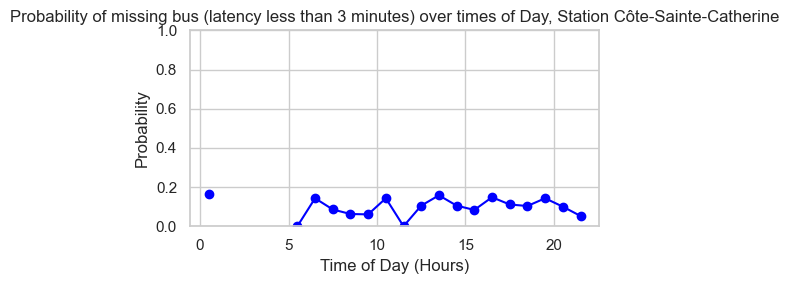 Probability of missing bus (latency less than 3 minutes) over times of Day, Station Côte-Sainte-Catherine
1.0
0.8
0.6
0.4
0.2
0.0
Probability
0 5 10 15 20
Time of Day (Hours)